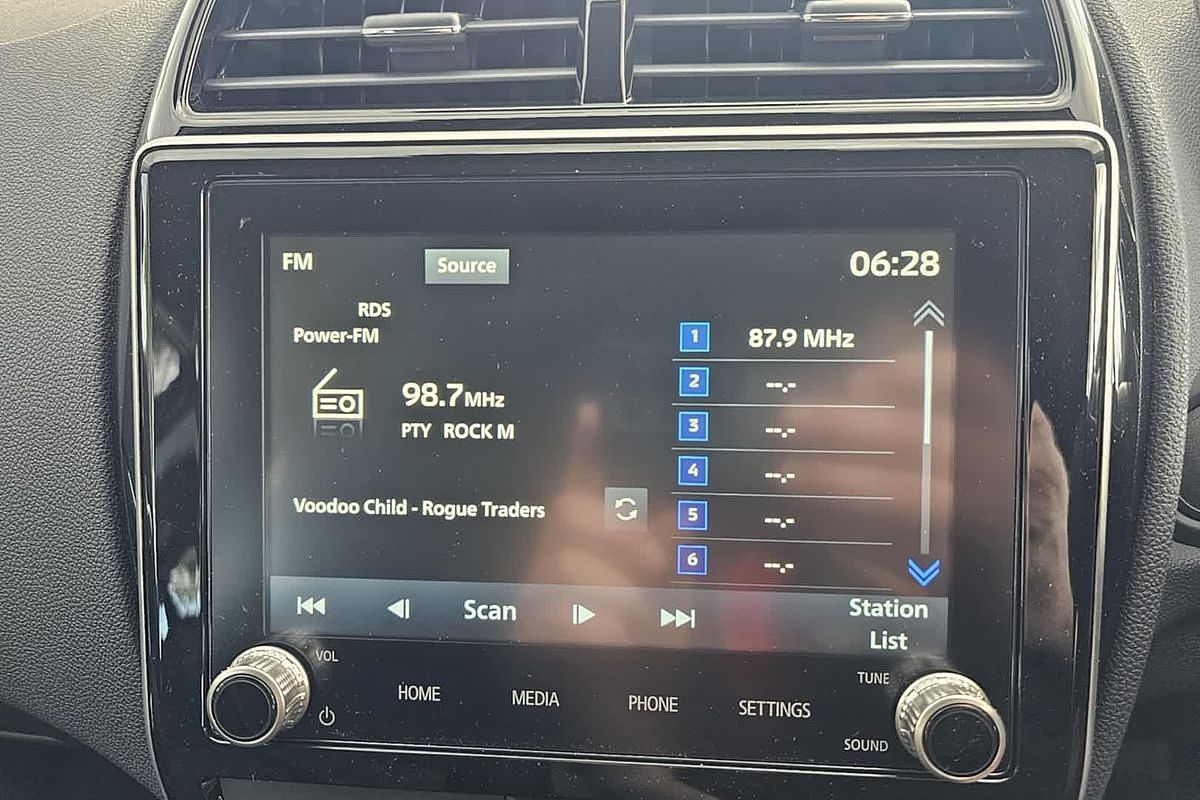 FM
Source
06:28
RDS
Power-FM
98.7MHz
PTY ROCK M
Voodoo Child - Rogue Traders
1 87.9 MHz
2 --.-
3 --.-
4 --.-
5 --.-
6 --.-
Scan
Station
List
VOL
HOME
MEDIA
PHONE
SETTINGS
TUNE
SOUND